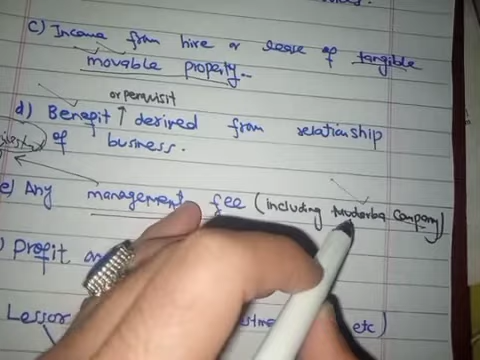 c) Income from hire or lease of tangible
movable property.
or perquisit
d) Benefit ↑ derived from relationship
of business.
e) Any management fee (including Mudarba Company)
) Profit
Lessor etc)